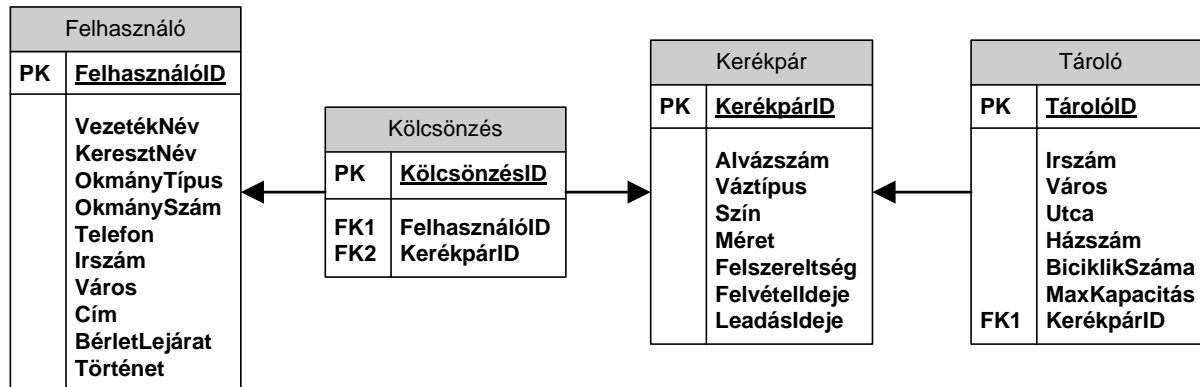 Felhasználó
PK FelhasználóID
VezetékNév
KeresztNév
OkmányTípus
OkmánySzám
Telefon
Irszám
Város
Cím
BérletLejárat
Történet
Kölcsönzés
PK KölcsönzésID
FK1 FelhasználóID
FK2 KerékpárID
Kerékpár
PK KerékpárID
Alvázszám
Váztípus
Szín
Méret
Felszereltség
FelvételIdeje
LeadásIdeje
Tároló
PK TárolóID
Irszám
Város
Utca
Házszám
BiciklikSzáma
MaxKapacitás
FK1 KerékpárID